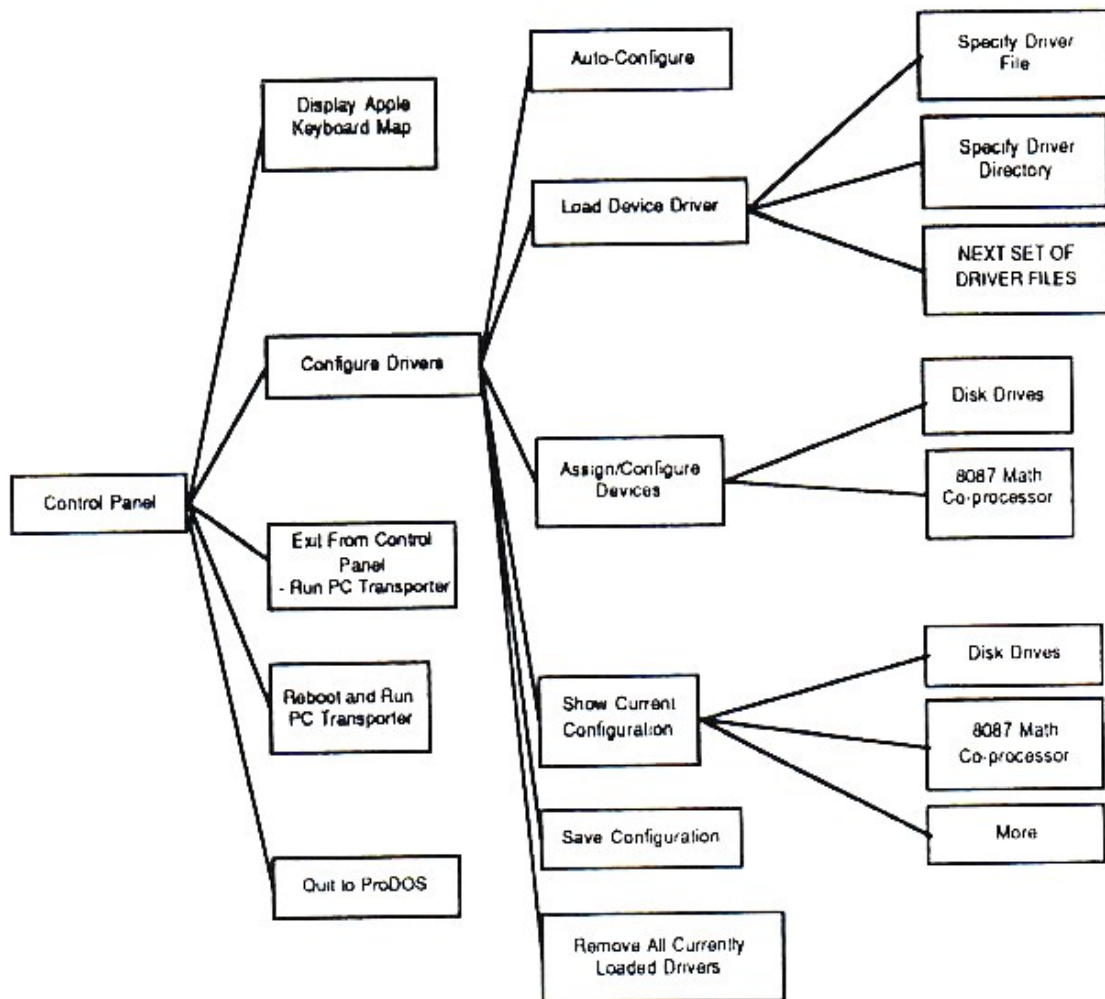 Control Panel
Display Apple
Keyboard Map
Configure Drivers
Exit From Control
Panel
- Run PC Transporter
Reboot and Run
PC Transporter
Quit to ProDOS
Auto-Configure
Load Device Driver
Assign/Configure
Devices
Show Current
Configuration
Save Configuration
Remove All Currently
Loaded Drivers
Specify Driver
File
Specify Driver
Directory
NEXT SET OF
DRIVER FILES
Disk Drives
8087 Math
Co-processor
Disk Drives
8087 Math
Co-processor
More